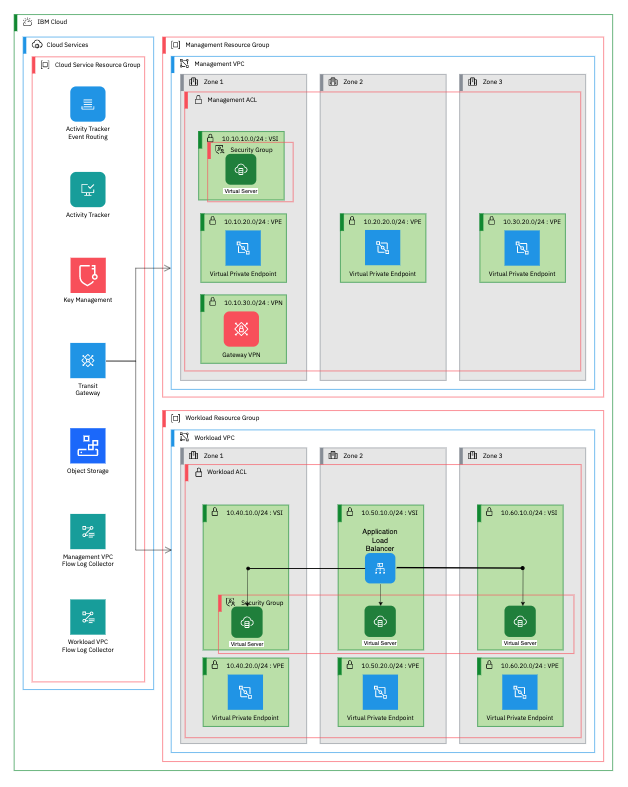 IBM Cloud
Cloud Services
Cloud Service Resource Group
Activity Tracker
Event Routing
Activity Tracker
Key Management
Transit
Gateway
Object Storage
Management VPC
Flow Log Collector
Workload VPC
Flow Log Collector
Management Resource Group
Management VPC
Zone 1
Zone 2
Zone 3
Management ACL
10.10.10.0/24 : VSI
Security Group
Virtual Server
10.10.20.0/24 : VPE
Virtual Private Endpoint
10.20.20.0/24 : VPE
Virtual Private Endpoint
10.30.20.0/24 : VPE
Virtual Private Endpoint
10.10.30.0/24 : VPN
Gateway VPN
Workload Resource Group
Workload VPC
Zone 1
Zone 2
Zone 3
Workload ACL
10.40.10.0/24 : VSI
10.50.10.0/24 : VSI
10.60.10.0/24 : VSI
Application
Load
Balancer
Security Group
Virtual Server
Virtual Server
Virtual Server
10.40.20.0/24 : VPE
10.50.20.0/24 : VPE
10.60.20.0/24 : VPE
Virtual Private Endpoint
Virtual Private Endpoint
Virtual Private Endpoint